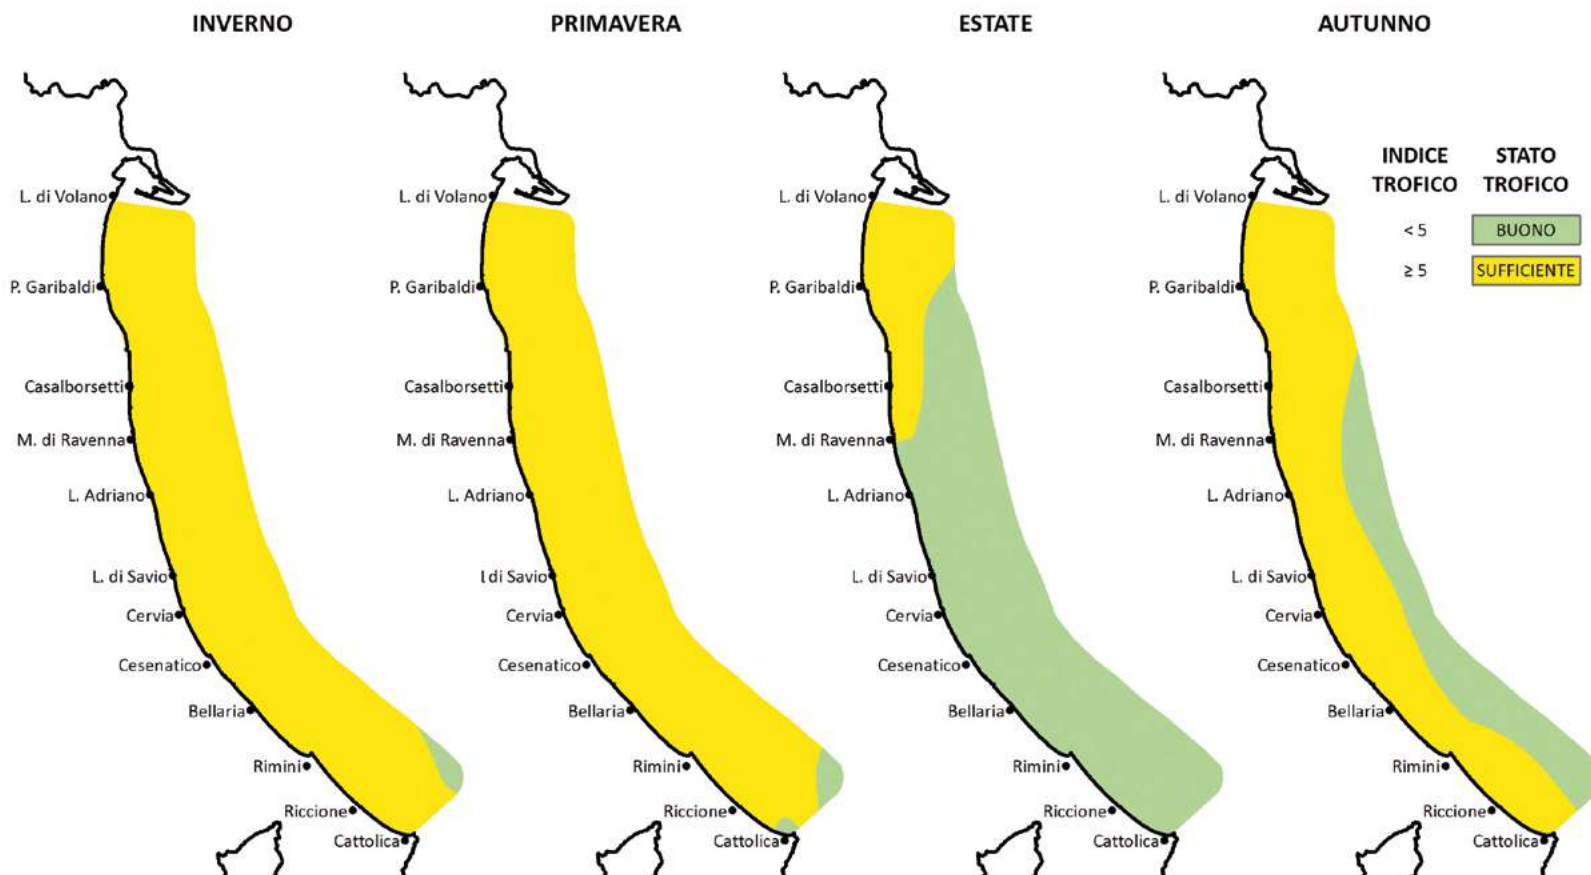 INVERNO
L. di Volano
P. Garibaldi
Casalborsetti
M. di Ravenna
L. Adriano
L. di Savio
Cervia
Cesenatico
Bellaria
Rimini
Riccione
Cattolica
PRIMAVERA
L. di Volano
P. Garibaldi
Casalborsetti
M. di Ravenna
L. Adriano
l di Savio
Cervia
Cesenatico
Bellaria
Rimini
Riccione
Cattolica
ESTATE
L. di Volano
P. Garibaldi
Casalborsetti
M. di Ravenna
L. Adriano
L. di Savio
Cervia
Cesenatico
Bellaria
Rimini
Riccione
Cattolica
AUTUNNO
L. di Volano
P. Garibaldi
Casalborsetti
M. di Ravenna
L. Adriano
L. di Savio
Cervia
Cesenatico
Bellaria
Rimini
Riccione
Cattolica
INDICE STATO
TROFICO TROFICO
< 5 BUONO
≥ 5 SUFFICIENTE